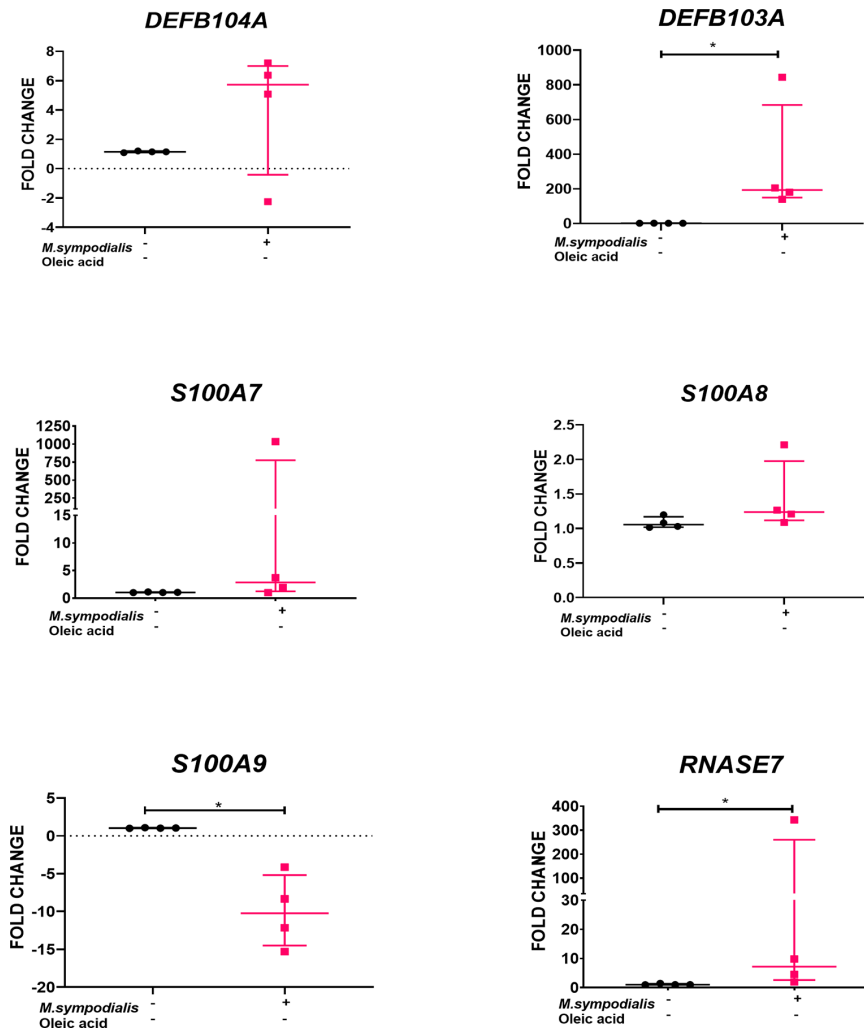 DEFB104A
DEFB103A
FOLD CHANGE
8
6
4
2
0
-2
-4
M.sympodialis - +
Oleic acid - -
FOLD CHANGE
1000
800
600
400
200
0
*
M.sympodialis - +
Oleic acid - -
S100A7
S100A8
FOLD CHANGE
1250
1000
750
500
250
15
10
5
0
M.sympodialis - +
Oleic acid - -
FOLD CHANGE
2.5
2.0
1.5
1.0
0.5
0.0
M.sympodialis - +
Oleic acid - -
S100A9
RNASE7
FOLD CHANGE
5
0
-5
-10
-15
-20
*
M.sympodialis - +
Oleic acid - -
FOLD CHANGE
400
300
200
100
30
20
10
0
*
M.sympodialis - +
Oleic acid - -